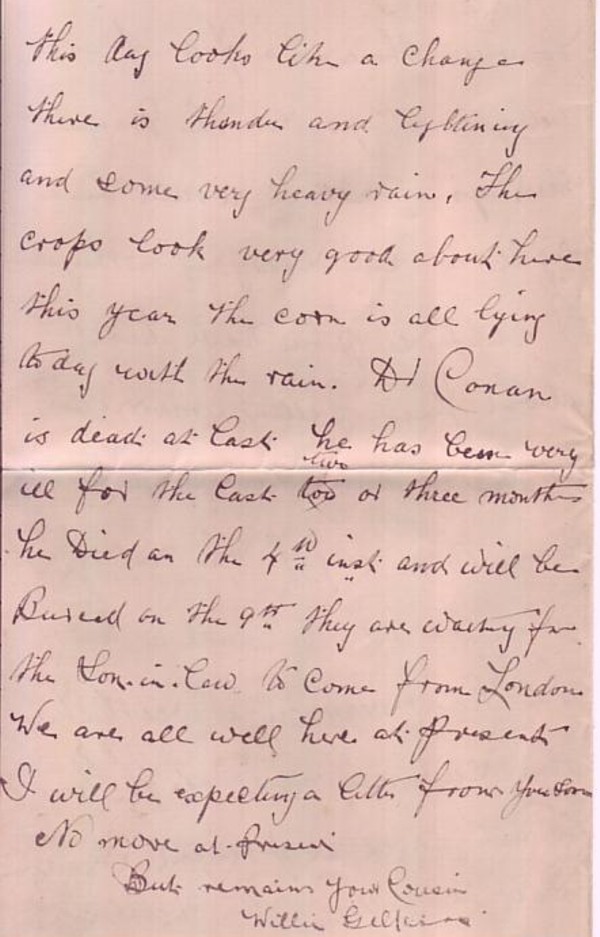 this day looks like a change
there is thunder and lightining
and some very heavy rain, The
crops look very good about here
this year the corn is all lying
to day with the rain. Dr Conan
is dead at last he has been very
two
ill for the last too or three months
he Died on the 4th inst and will be
Buried on the 9th they are waiting for
the Son-in-law to come from London
We are all well here at present
I will be expecting a letter from you soon
No more at present
But remains your Cousin
Willie